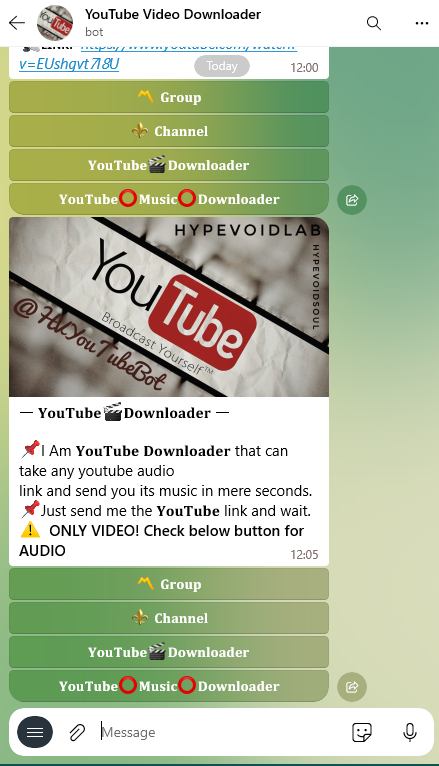 YouTube Video Downloader
bot
LINK: https://www.youtube.com/watch?
v=EUshgvt7I8U
Today
12:00
Group
Channel
YouTube🎬Downloader
YouTube⭕Music⭕Downloader
HYPEVOIDLAB
HYPEVOIDSOUL
YouTube
Broadcast Yourself™
@HVYouTubeBot
— YouTube🎬Downloader —
📌I Am YouTube Downloader that can
take any youtube audio
link and send you its music in mere seconds.
📌Just send me the YouTube link and wait.
⚠️ ONLY VIDEO! Check below button for
AUDIO
12:05
Group
Channel
YouTube🎬Downloader
YouTube⭕Music⭕Downloader
Message